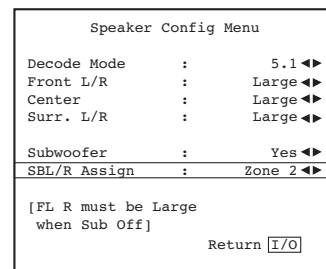 Speaker Config Menu
Decode Mode : 5.1◄►
Front L/R : Large◄►
Center : Large◄►
Surr. L/R : Large◄►
Subwoofer : Yes◄►
SBL/R Assign : Zone 2◄►
[FL R must be Large
when Sub Off]
Return I/O